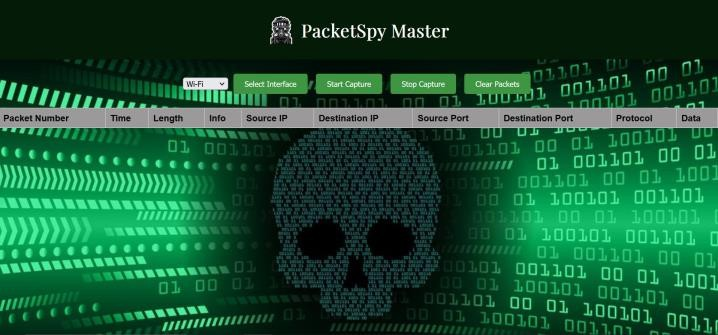 PacketSpy Master
Wi-Fi Select Interface Start Capture Stop Capture Clear Packets
Packet Number Time Length Info Source IP Destination IP Source Port Destination Port Protocol Data